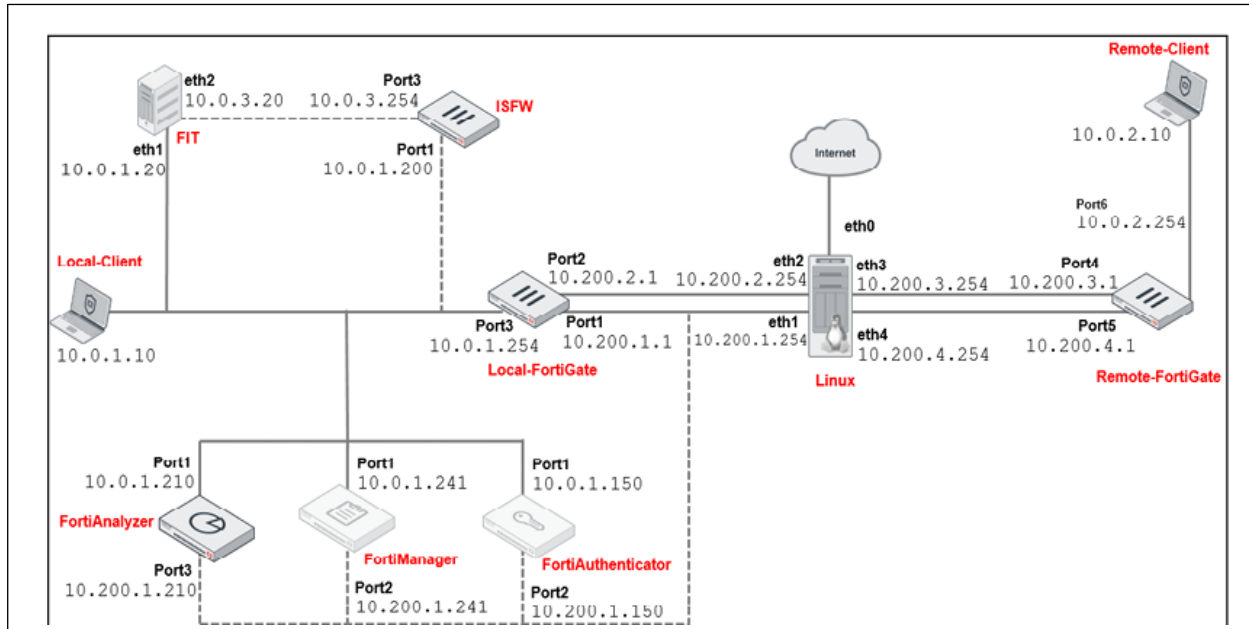 Remote-Client
eth2
10.0.3.20
Port3
10.0.3.254
ISFW
FIT
eth1
10.0.1.20
Port1
10.0.1.200
Internet
10.0.2.10
Port6
10.0.2.254
eth0
Local-Client
10.0.1.10
Port2
10.200.2.1
eth2
10.200.2.254
eth3
10.200.3.254
Port4
10.200.3.1
Port3
10.0.1.254
Port1
10.200.1.1
Local-FortiGate
eth1
10.200.1.254
eth4
10.200.4.254
Linux
Port5
10.200.4.1
Remote-FortiGate
Port1
10.0.1.210
FortiAnalyzer
Port3
10.200.1.210
Port1
10.0.1.241
FortiManager
Port2
10.200.1.241
Port1
10.0.1.150
FortiAuthenticator
Port2
10.200.1.150